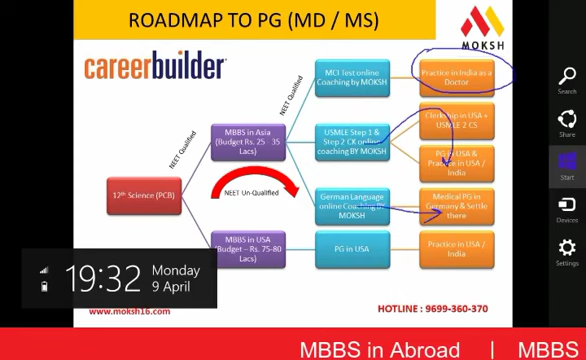 ROADMAP TO PG (MD / MS)
MOKSH
careerbuilder
MCI Test online
Coaching by MOKSH
Practice in India as a
Doctor
NEET Qualified
NEET Qualified
MBBS in Asia
(Budget Rs. 25 - 35
Lacs)
USMLE Step 1 &
Step 2 CK online
coaching BY MOKSH
Clerkship in USA +
USMLE 2 CS
PG in USA &
Practice in USA /
India
12th Science (PCB)
NEET Un-Qualified
German Language
online Coaching BY
MOKSH
Medical PG in
Germany & Settle
there
MBBS in USA
(Budget – Rs. 75-80
Lacs)
PG in USA
Practice in USA /
India
www.moksh16.com
HOTLINE : 9699-360-370
19:32
Monday
9 April
Search
Share
Start
Devices
Settings
MBBS in Abroad | MBBS